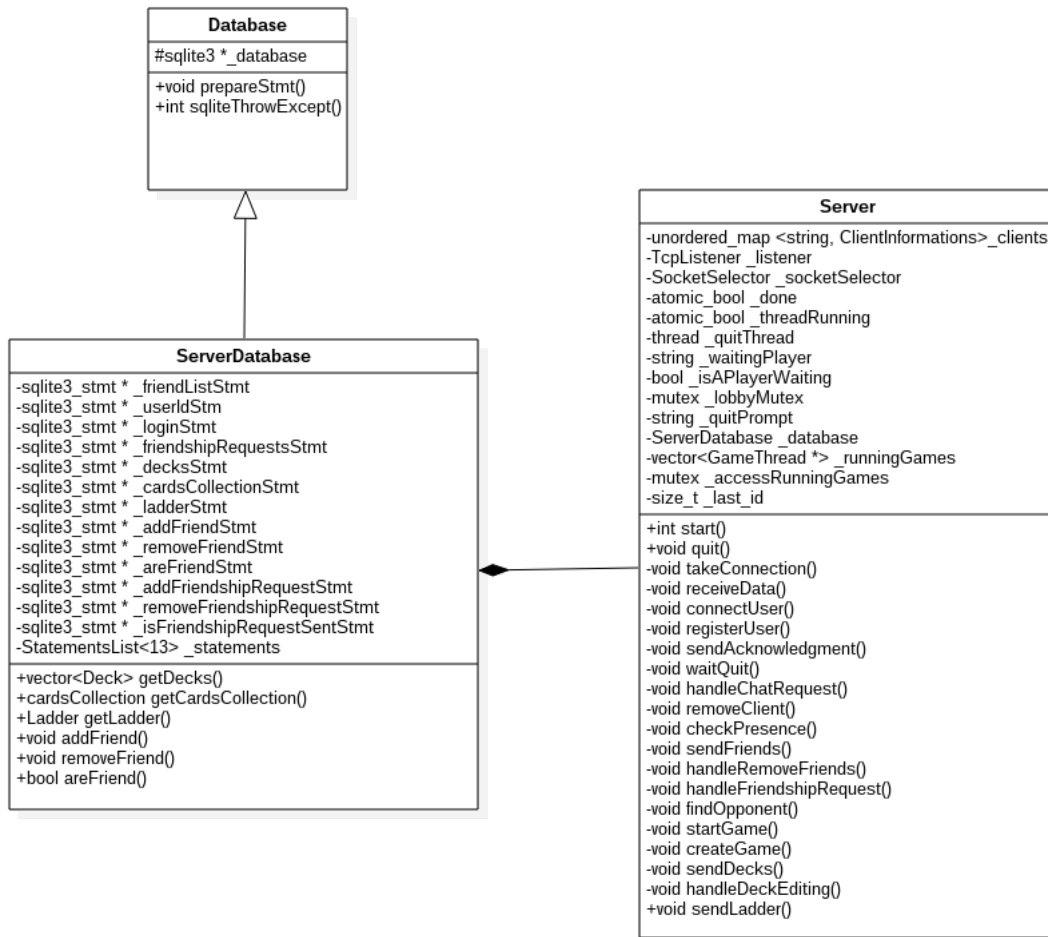 Database
#sqlite3 *_database
+void prepareStmt()
+int sqliteThrowExcept()
ServerDatabase
-sqlite3_stmt * _friendListStmt
-sqlite3_stmt * _userIdStm
-sqlite3_stmt * _loginStmt
-sqlite3_stmt * _friendshipRequestsStmt
-sqlite3_stmt * _decksStmt
-sqlite3_stmt * _cardsCollectionStmt
-sqlite3_stmt * _ladderStmt
-sqlite3_stmt * _addFriendStmt
-sqlite3_stmt * _removeFriendStmt
-sqlite3_stmt * _areFriendStmt
-sqlite3_stmt * _addFriendshipRequestStmt
-sqlite3_stmt * _removeFriendshipRequestStmt
-sqlite3_stmt * _isFriendshipRequestSentStmt
-StatementsList<13> _statements
+vector<Deck> getDecks()
+cardsCollection getCardsCollection()
+Ladder getLadder()
+void addFriend()
+void removeFriend()
+bool areFriend()
Server
-unordered_map <string, ClientInformations>_clients
-TcpListener _listener
-SocketSelector _socketSelector
-atomic_bool _done
-atomic_bool _threadRunning
-thread _quitThread
-string _waitingPlayer
-bool _isAPlayerWaiting
-mutex _lobbyMutex
-string _quitPrompt
-ServerDatabase _database
-vector<GameThread *> _runningGames
-mutex _accessRunningGames
-size_t _last_id
+int start()
+void quit()
-void takeConnection()
-void receiveData()
-void connectUser()
-void registerUser()
-void sendAcknowledgment()
-void waitQuit()
-void handleChatRequest()
-void removeClient()
-void checkPresence()
-void sendFriends()
-void handleRemoveFriends()
-void handleFriendshipRequest()
-void findOpponent()
-void startGame()
-void createGame()
-void sendDecks()
-void handleDeckEditing()
+void sendLadder()